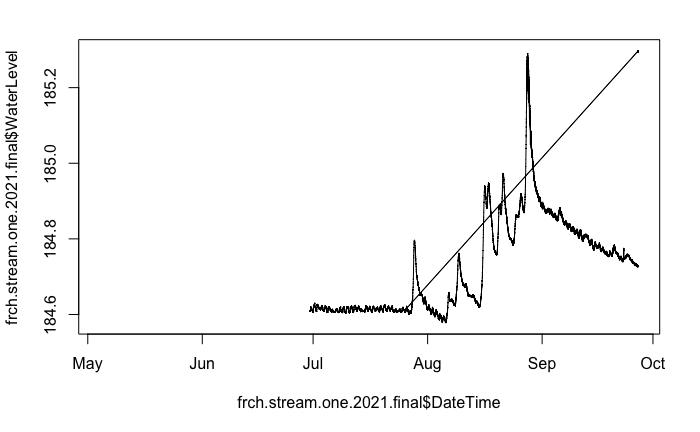 frch.stream.one.2021.final$WaterLevel
185.2
185.0
184.8
184.6
May Jun Jul Aug Sep Oct
frch.stream.one.2021.final$DateTime